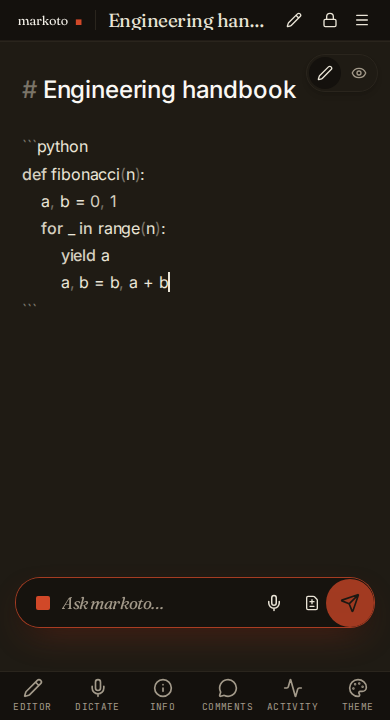 markoto
Engineering han...
# Engineering handbook
```python
def fibonacci(n):
    a, b = 0, 1
    for _ in range(n):
        yield a
        a, b = b, a + b
```
Ask markoto...
EDITOR DICTATE INFO COMMENTS ACTIVITY THEME